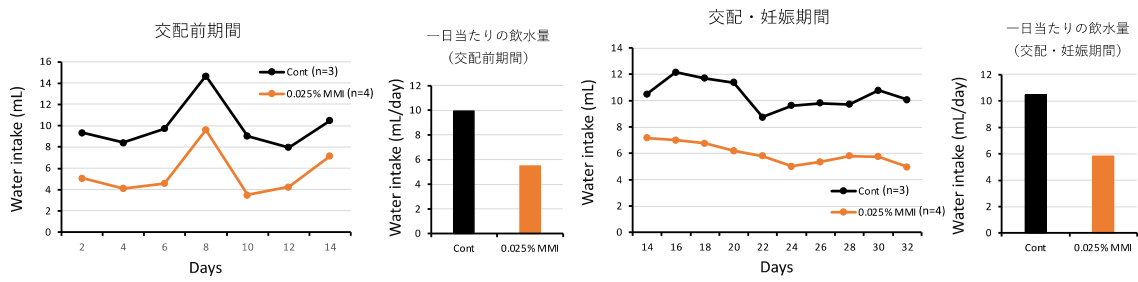 交配前期間
Water intake (mL)
16
14
12
10
8
6
4
2
0
Cont (n=3)
0.025% MMI (n=4)
2 4 6 8 10 12 14
Days
一日当たりの飲水量
（交配前期間）
Water intake (mL/day)
12
10
8
6
4
2
0
Cont 0.025% MMI
交配・妊娠期間
Water intake (mL)
14
12
10
8
6
4
2
0
Cont (n=3)
0.025% MMI (n=4)
14 16 18 20 22 24 26 28 30 32
Days
一日当たりの飲水量
（交配・妊娠期間）
Water intake (mL/day)
12
10
8
6
4
2
0
Cont 0.025% MMI